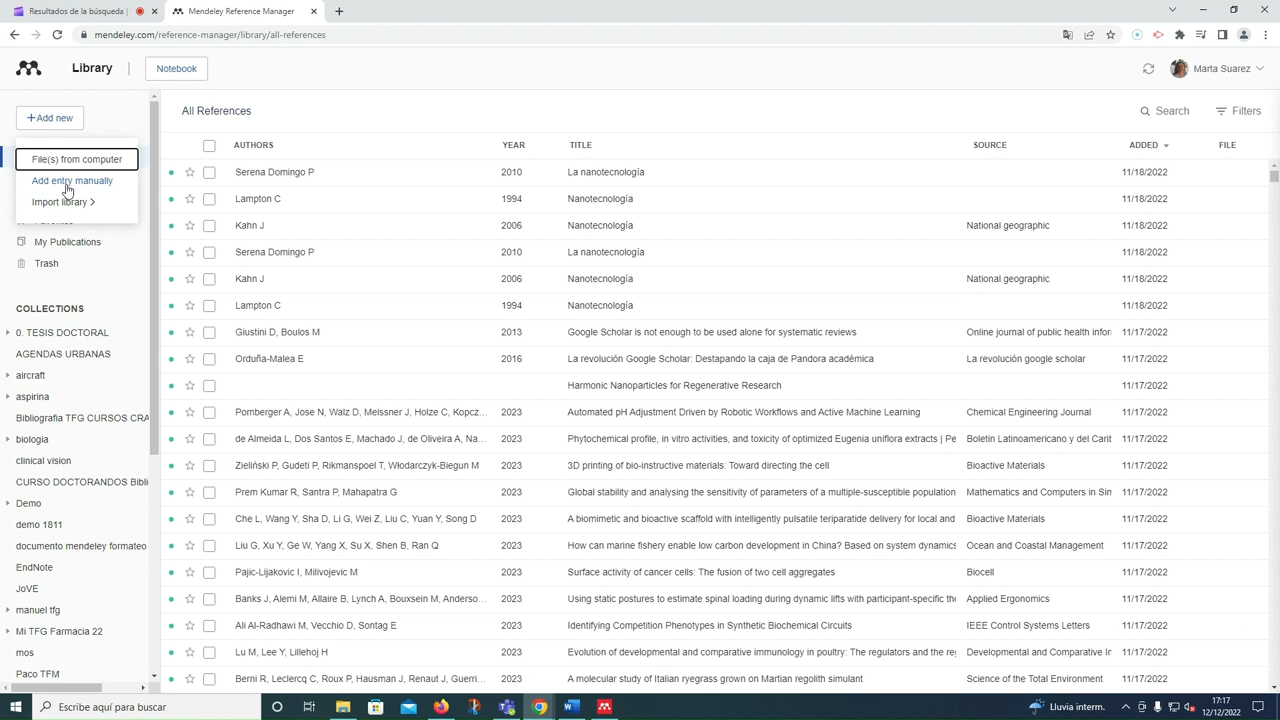 Resultados de la búsqueda |
Mendeley Reference Manager
mendeley.com/reference-manager/library/all-references
Library
Notebook
Marta Suarez
+Add new
All References
Search
Filters
File(s) from computer
Add entry manually
Import library
My Publications
Trash
COLLECTIONS
0. TESIS DOCTORAL
AGENDAS URBANAS
aircraft
aspirina
Bibliografia TFG CURSOS CRA
biologia
clinical vision
CURSO DOCTORANDOS Bibli
Demo
demo 1811
documento mendeley formateo
EndNote
JoVE
manuel tfg
Mi TFG Farmacia 22
mos
Paco TFM
AUTHORS YEAR TITLE SOURCE ADDED FILE
Serena Domingo P 2010 La nanotecnología 11/18/2022
Lampton C 1994 Nanotecnología 11/18/2022
Kahn J 2006 Nanotecnología National geographic 11/18/2022
Serena Domingo P 2010 La nanotecnología 11/18/2022
Kahn J 2006 Nanotecnología National geographic 11/18/2022
Lampton C 1994 Nanotecnología 11/18/2022
Giustini D, Boulos M 2013 Google Scholar is not enough to be used alone for systematic reviews Online journal of public health infor 11/17/2022
Orduña-Malea E 2016 La revolución Google Scholar: Destapando la caja de Pandora académica La revolución google scholar 11/17/2022
Harmonic Nanoparticles for Regenerative Research 11/17/2022
Pomberger A, Jose N, Walz D, Meissner J, Holze C, Kopcz... 2023 Automated pH Adjustment Driven by Robotic Workflows and Active Machine Learning Chemical Engineering Journal 11/17/2022
de Almeida L, Dos Santos E, Machado J, de Oliveira A, Na... 2023 Phytochemical profile, in vitro activities, and toxicity of optimized Eugenia uniflora extracts | Pe Boletin Latinoamericano y del Carit 11/17/2022
Zieliński P, Gudeti P, Rikmanspoel T, Włodarczyk-Biegun M 2023 3D printing of bio-instructive materials: Toward directing the cell Bioactive Materials 11/17/2022
Prem Kumar R, Santra P, Mahapatra G 2023 Global stability and analysing the sensitivity of parameters of a multiple-susceptible population Mathematics and Computers in Sim 11/17/2022
Che L, Wang Y, Sha D, Li G, Wei Z, Liu C, Yuan Y, Song D 2023 A biomimetic and bioactive scaffold with intelligently pulsatile teriparatide delivery for local and Bioactive Materials 11/17/2022
Liu G, Xu Y, Ge W, Yang X, Su X, Shen B, Ran Q 2023 How can marine fishery enable low carbon development in China? Based on system dynamics Ocean and Coastal Management 11/17/2022
Pajic-Lijakovic I, Milivojevic M 2023 Surface activity of cancer cells: The fusion of two cell aggregates Biocell 11/17/2022
Banks J, Alemi M, Allaire B, Lynch A, Bouxsein M, Anderso... 2023 Using static postures to estimate spinal loading during dynamic lifts with participant-specific the Applied Ergonomics 11/17/2022
Ali Al-Radhawi M, Vecchio D, Sontag E 2023 Identifying Competition Phenotypes in Synthetic Biochemical Circuits IEEE Control Systems Letters 11/17/2022
Lu M, Lee Y, Lillehoj H 2023 Evolution of developmental and comparative immunology in poultry: The regulators and the reg Developmental and Comparative Ir 11/17/2022
Berni R, Leclercq C, Roux P, Hausman J, Renaut J, Guerri... 2023 A molecular study of Italian ryegrass grown on Martian regolith simulant Science of the Total Environment 11/17/2022
Escribe aquí para buscar
Lluvia interm.
17:17
12/12/2022